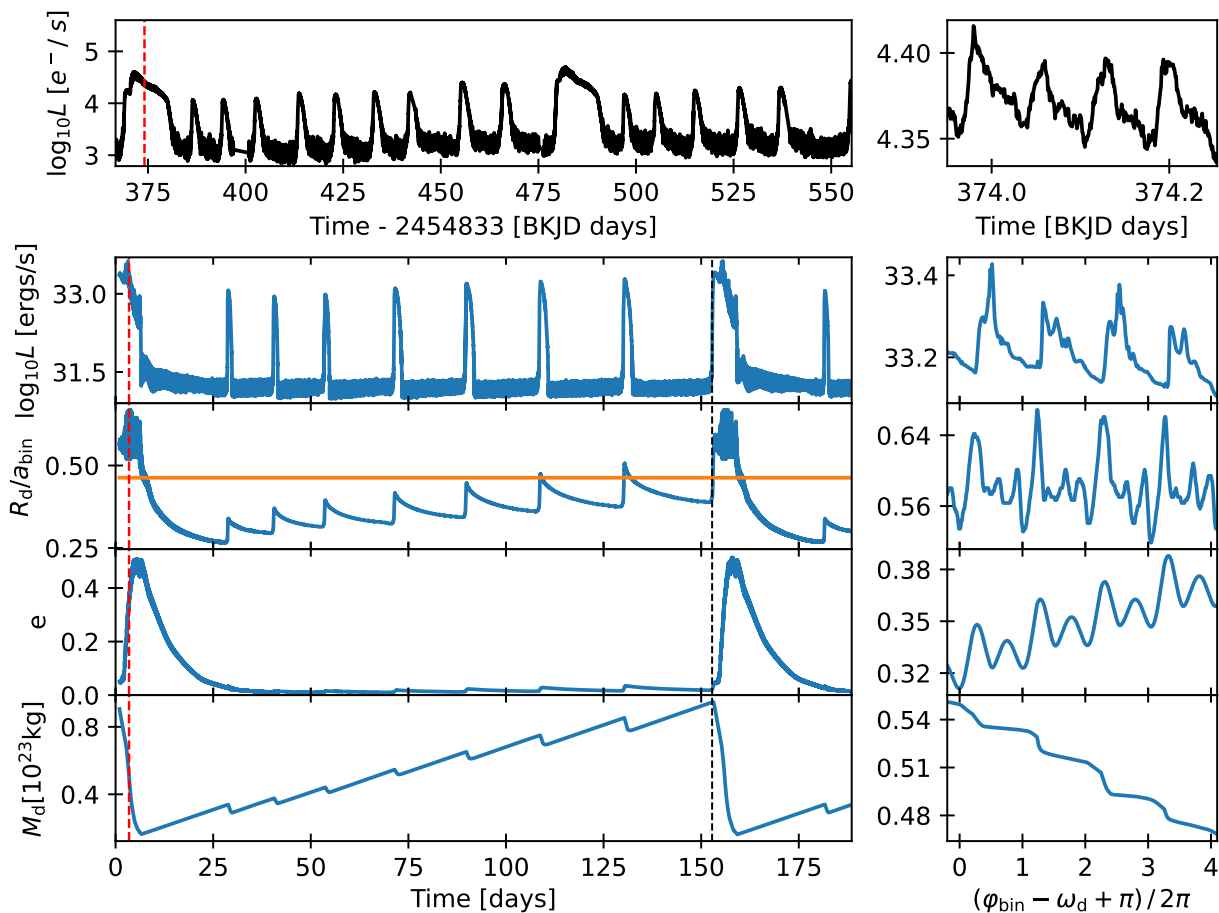 log₁₀L [e⁻/ s]
5
4
3
375 400 425 450 475 500 525 550
Time - 2454833 [BKJD days]
4.40
4.35
374.0 374.2
Time [BKJD days]
log₁₀L [ergs/s]
33.0
31.5
33.4
33.2
R_d/a_bin
0.50
0.25
0.64
0.56
e
0.4
0.2
0.0
0.38
0.35
0.32
M_d[10²³kg]
0.8
0.4
0 25 50 75 100 125 150 175
Time [days]
0.54
0.51
0.48
0 1 2 3 4
(φ_bin − ω_d + π) / 2π